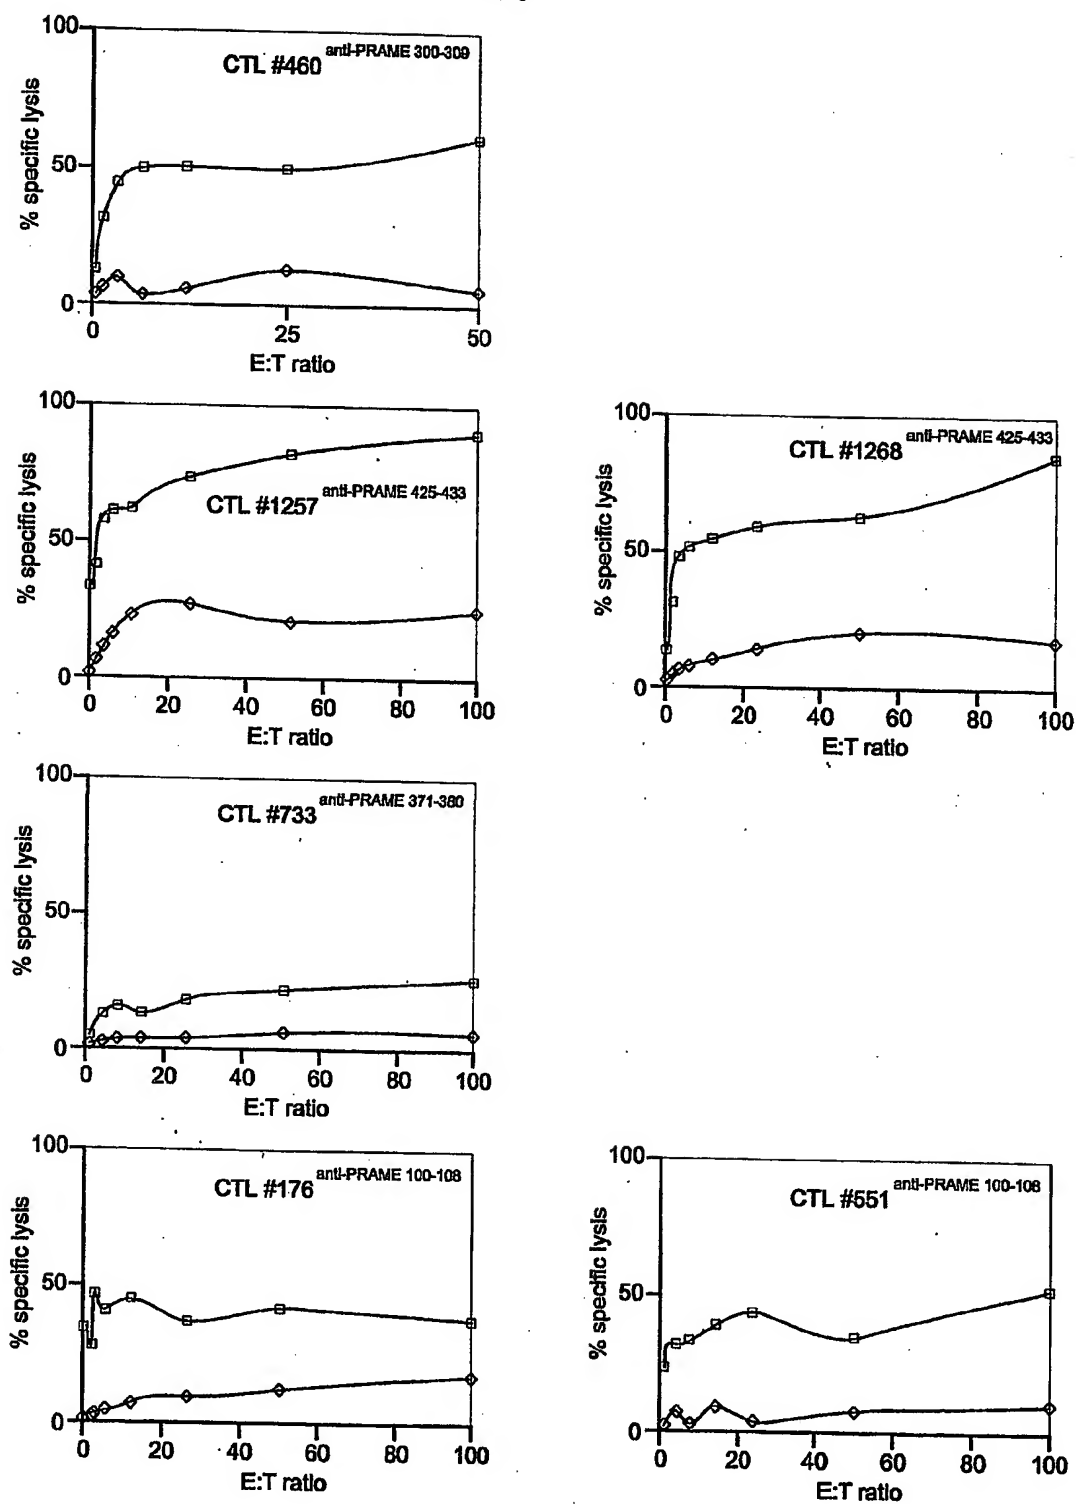 100
anti-PRAME 300-309
CTL #460
% specific lysis
50
0
0 25 50
E:T ratio
100
anti-PRAME 425-433
CTL #1257
% specific lysis
50
0
0 20 40 60 80 100
E:T ratio
100
anti-PRAME 425-433
CTL #1268
% specific lysis
50
0
0 20 40 60 80 100
E:T ratio
100
anti-PRAME 371-380
CTL #733
% specific lysis
50
0
0 20 40 60 80 100
E:T ratio
100
anti-PRAME 100-108
CTL #176
% specific lysis
50
0
0 20 40 60 80 100
E:T ratio
100
anti-PRAME 100-108
CTL #551
% specific lysis
50
0
0 20 40 60 80 100
E:T ratio